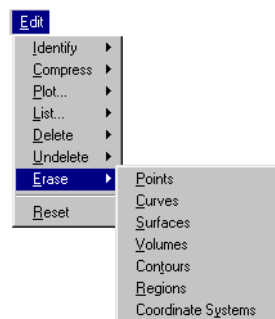 Edit
Identify
Compress
Plot...
List...
Delete
Undelete
Erase
Reset
Points
Curves
Surfaces
Volumes
Contours
Regions
Coordinate Systems